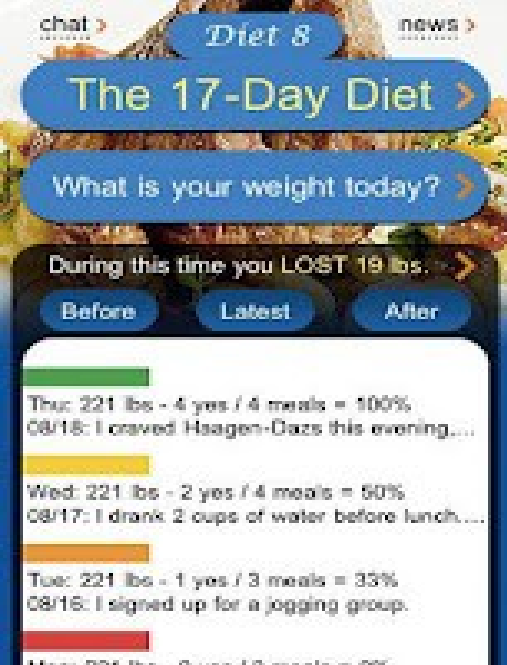 chat >
Diet 8
news >
The 17-Day Diet >
What is your weight today? >
During this time you LOST 19 lbs. >
Before
Latest
After
Thu: 221 lbs - 4 yes / 4 meals = 100%
08/18: I craved Haagen-Dazs this evening,...
Wed: 221 lbs - 2 yes / 4 meals = 50%
08/17: I drank 2 cups of water before lunch....
Tue: 221 lbs - 1 yes / 3 meals = 33%
08/16: I signed up for a jogging group.